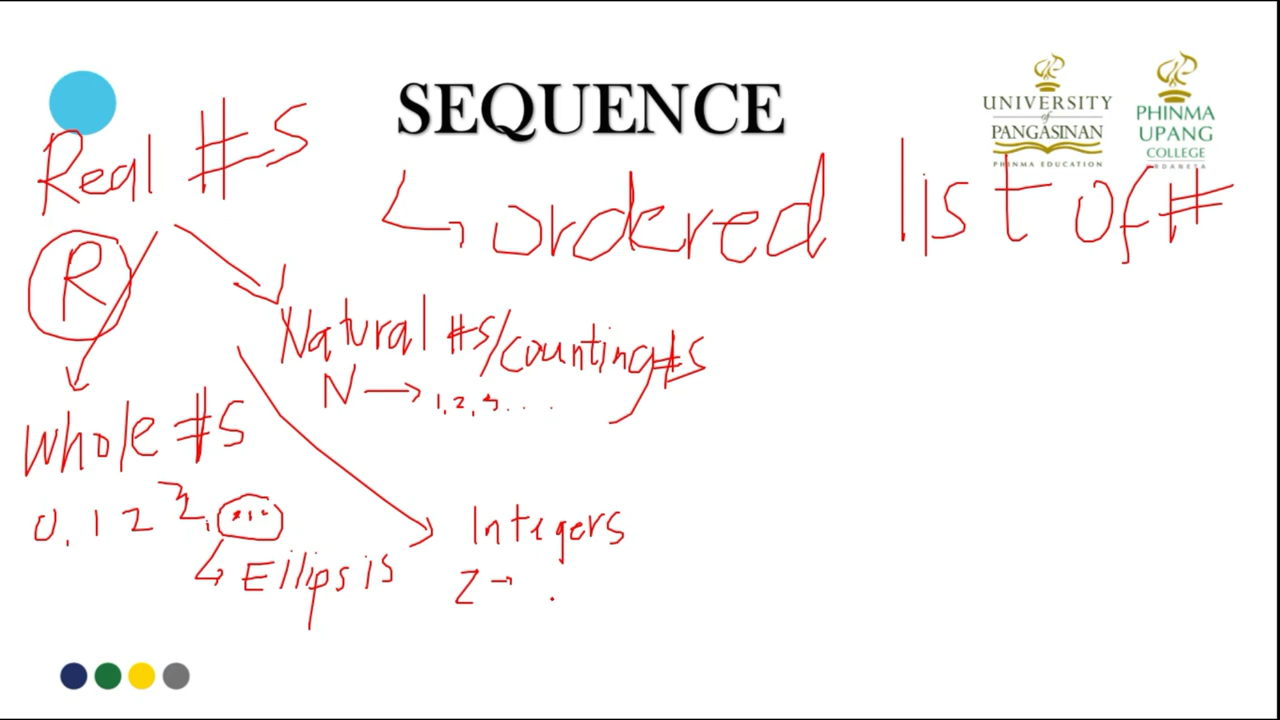 SEQUENCE
UNIVERSITY
of
PANGASINAN
PHINMA EDUCATION
PHINMA
UPANG
COLLEGE
URDANETA
Real #s
ordered list of #
R
Natural #s/counting #s
N → 1, 2, 3....
Whole #s
0, 1 2 3, ...
Ellipsis
Integers
Z → .